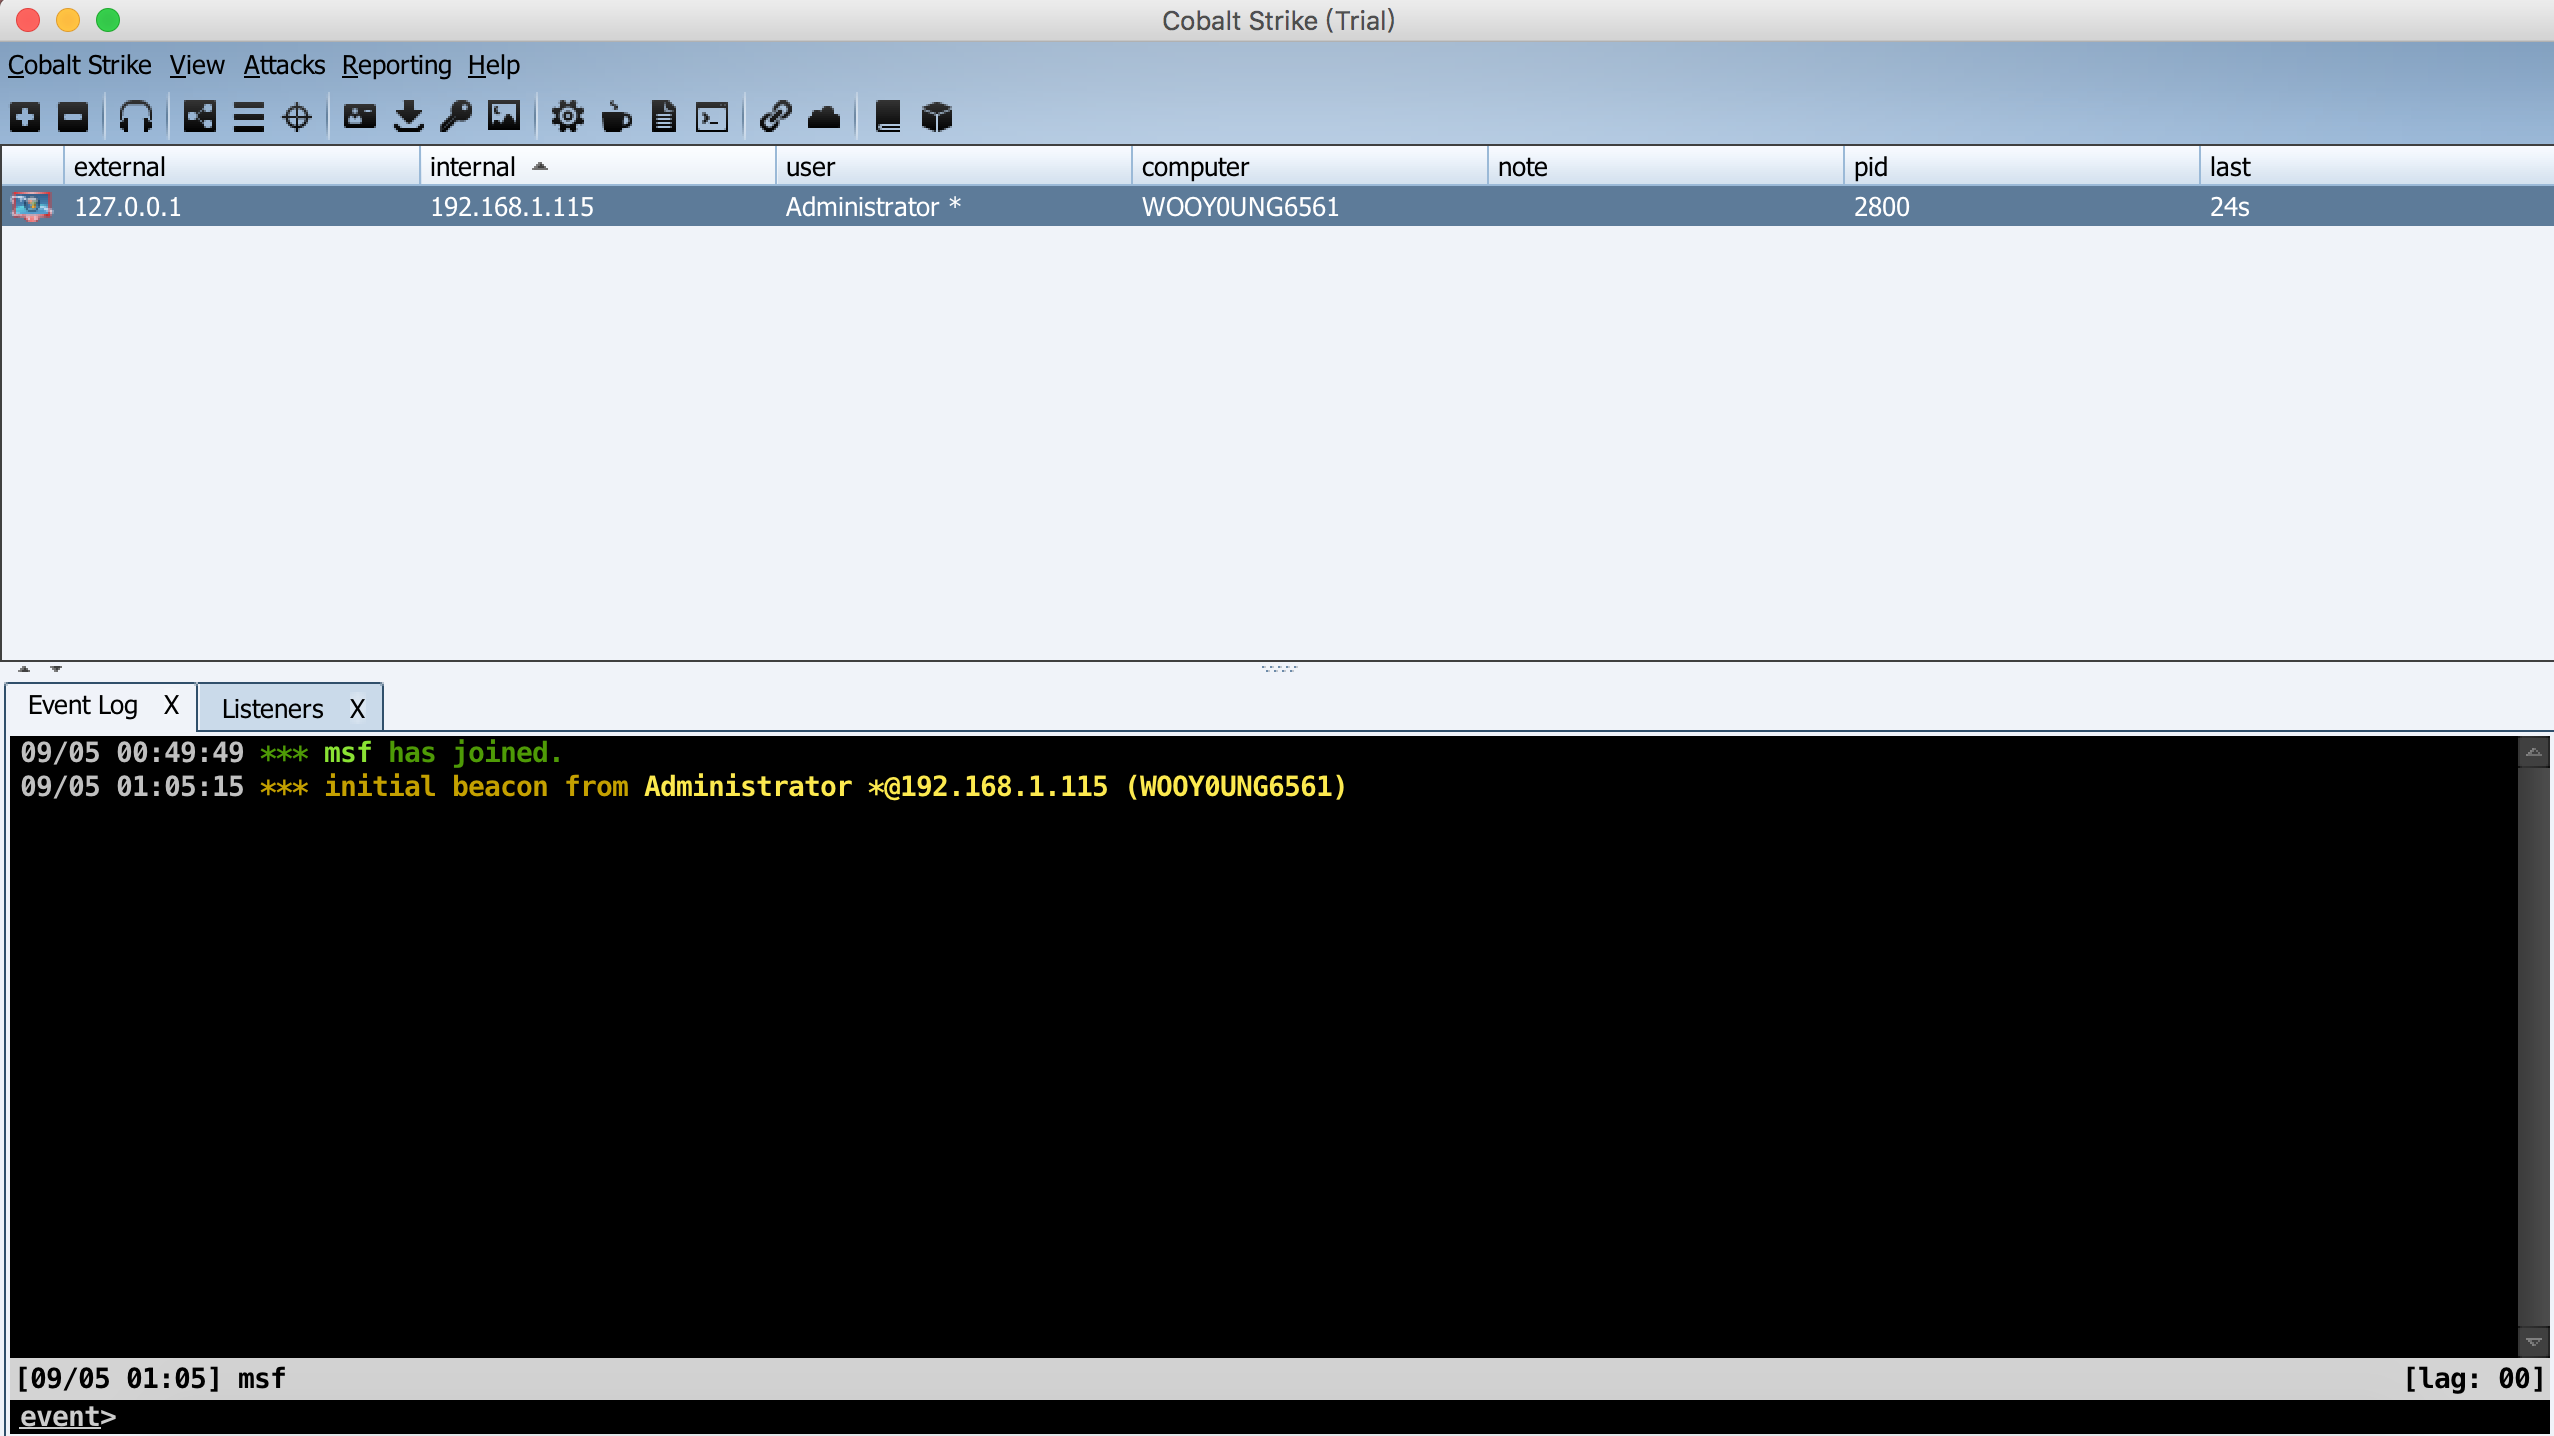 Cobalt Strike (Trial)
Cobalt Strike View Attacks Reporting Help
external internal user computer note pid last
127.0.0.1 192.168.1.115 Administrator * WOOY0UNG6561 2800 24s
Event Log X Listeners X
09/05 00:49:49 *** msf has joined.
09/05 01:05:15 *** initial beacon from Administrator *@192.168.1.115 (WOOY0UNG6561)
[09/05 01:05] msf [lag: 00]
event>